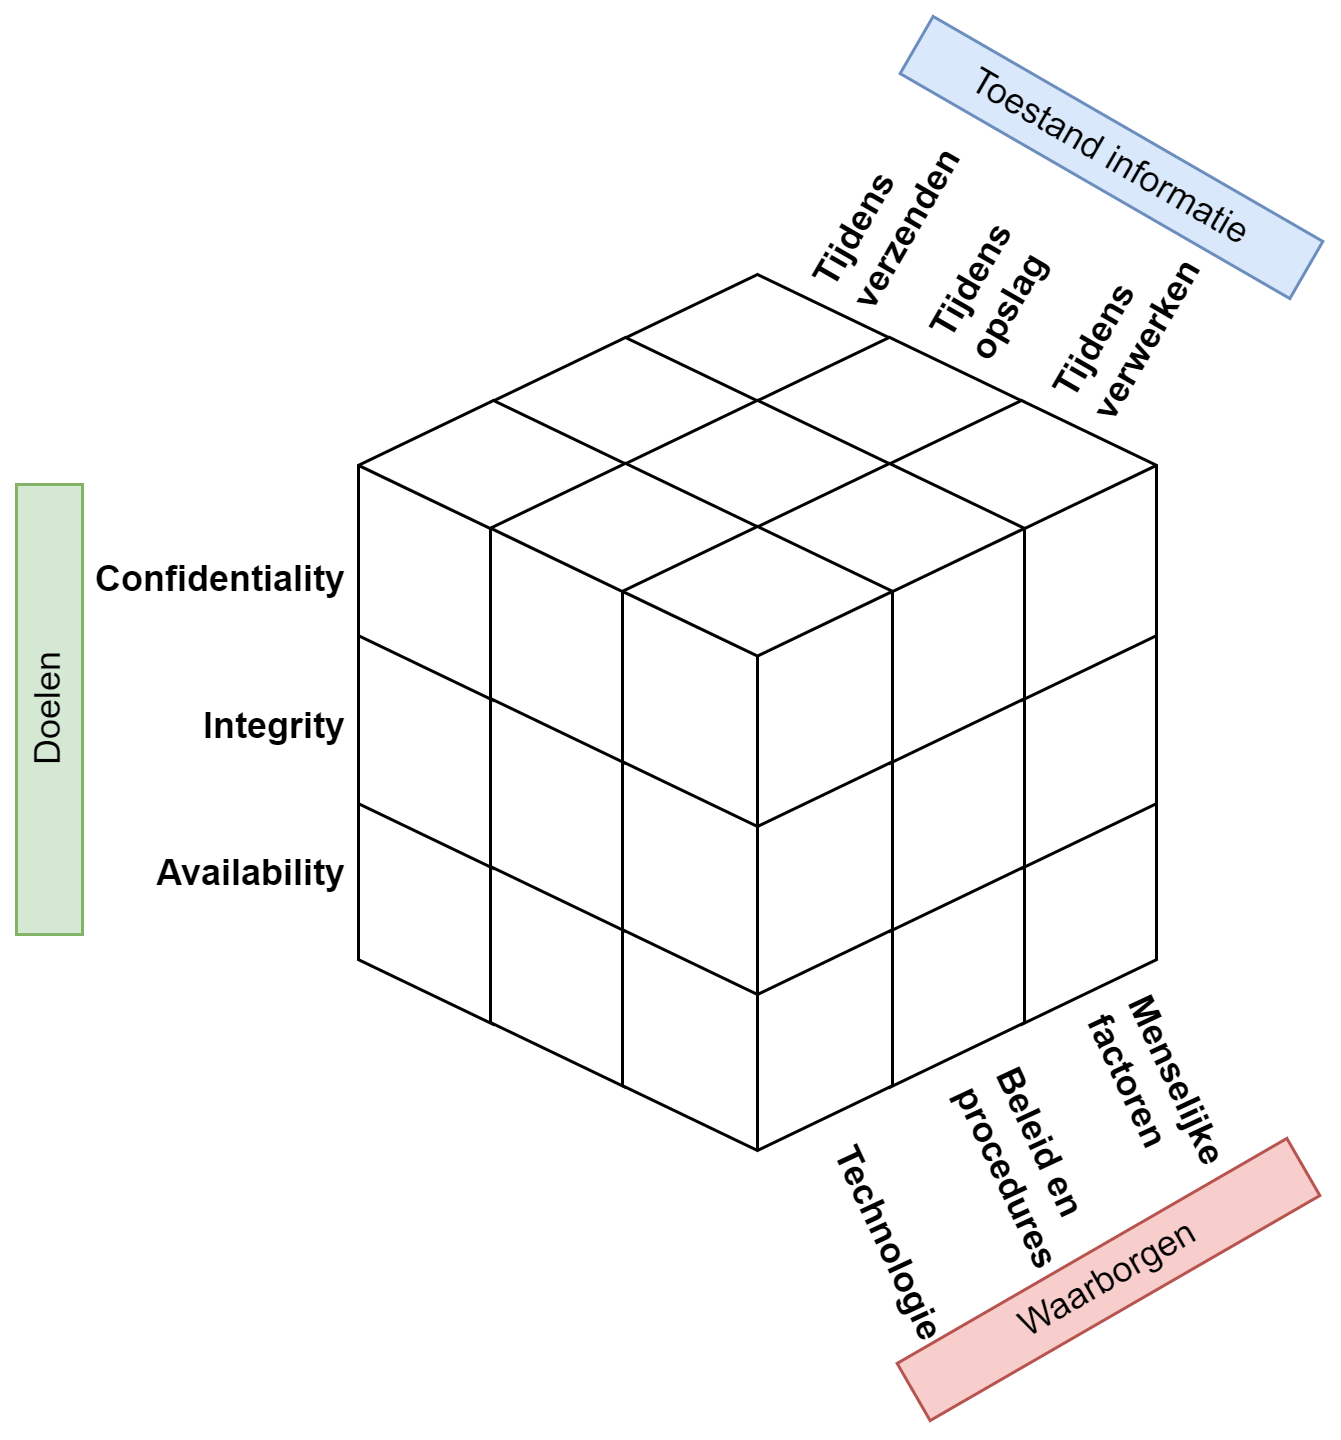 Toestand informatie
Tijdens
verzenden
Tijdens
opslag
Tijdens
verwerken
Doelen
Confidentiality
Integrity
Availability
Technologie
Beleid en
procedures
Menselijke
factoren
Waarborgen